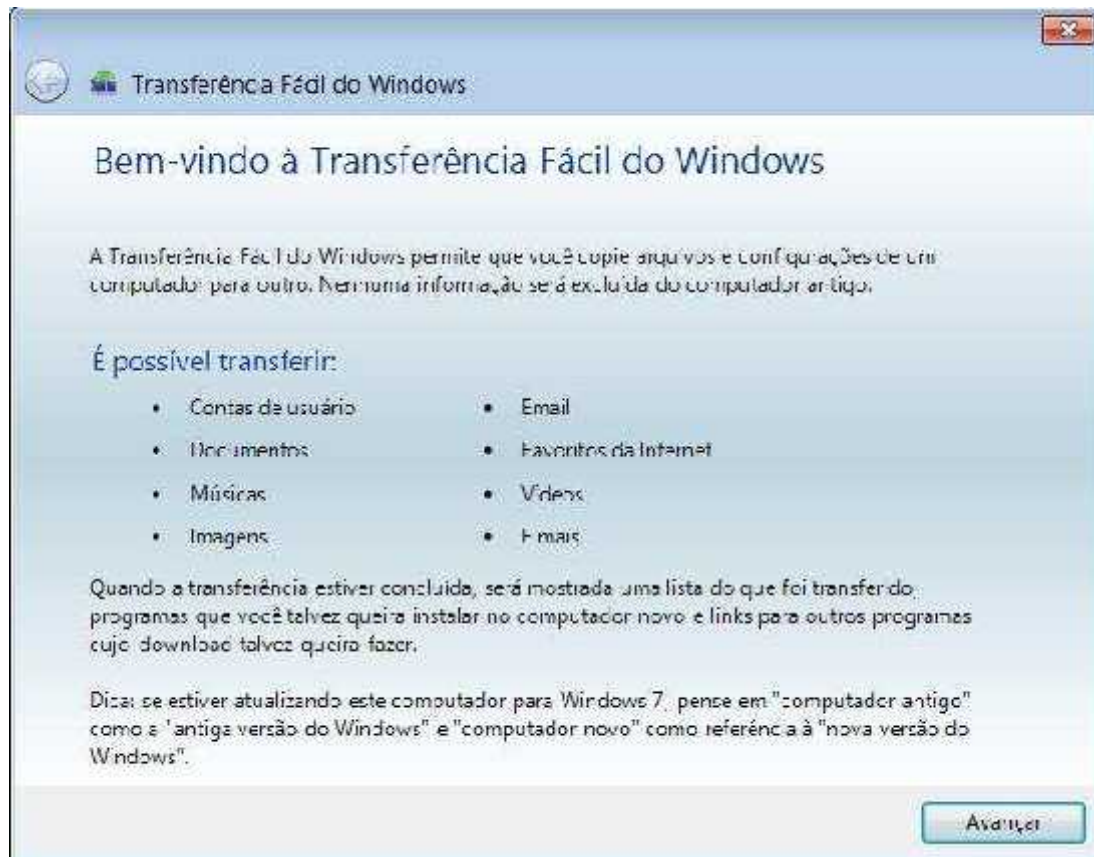 Transferência Fácil do Windows
Bem-vindo à Transferência Fácil do Windows
A Transferência Fácil do Windows permite que você copie arquivos e configurações de um
computador para outro. Nenhuma informação será excluída do computador antigo.
É possível transferir:
• Contas de usuário
• Email
• Documentos
• Favoritos da Internet
• Músicas
• Vídeos
• Imagens
• E mais
Quando a transferência estiver concluída, será mostrada uma lista do que foi transferido,
programas que você talvez queira instalar no computador novo e links para outros programas
cujo download talvez queira fazer.
Dica: se estiver atualizando este computador para Windows 7, pense em "computador antigo"
como a "antiga versão do Windows" e "computador novo" como referência à "nova versão do
Windows".
Avançar